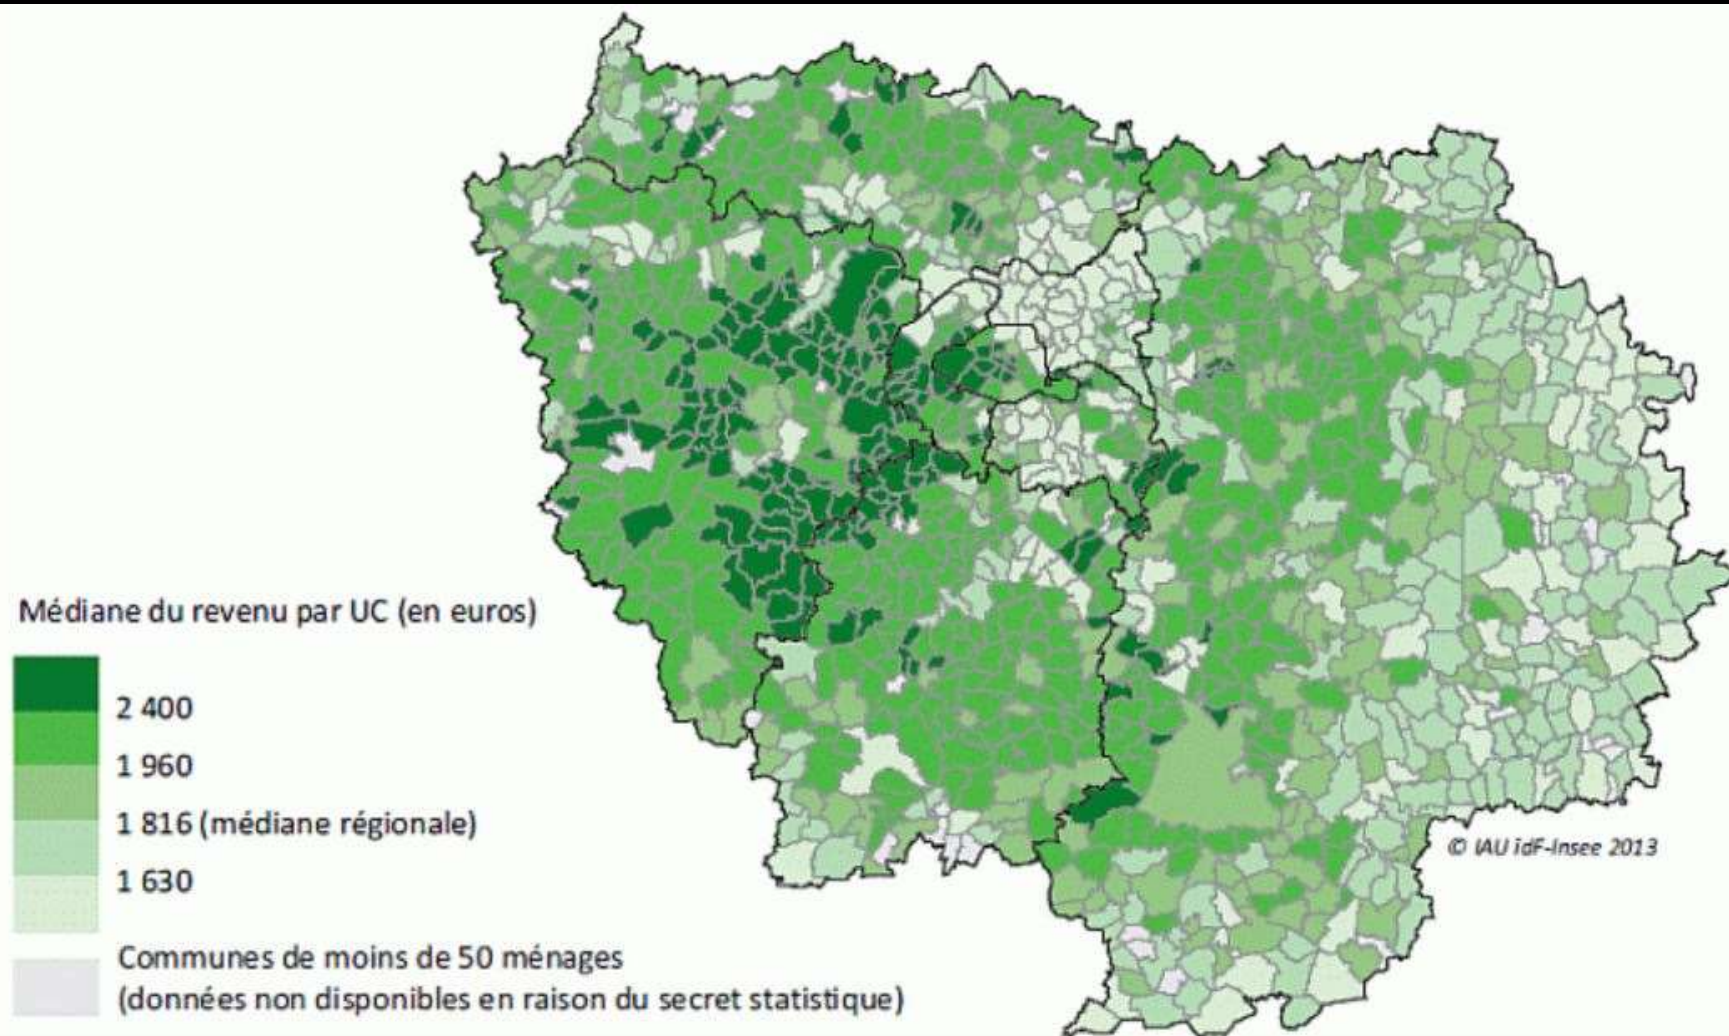 Médiane du revenu par UC (en euros)
2 400
1 960
1 816 (médiane régionale)
1 630
Communes de moins de 50 ménages
(données non disponibles en raison du secret statistique)
© IAU îdF-Insee 2013